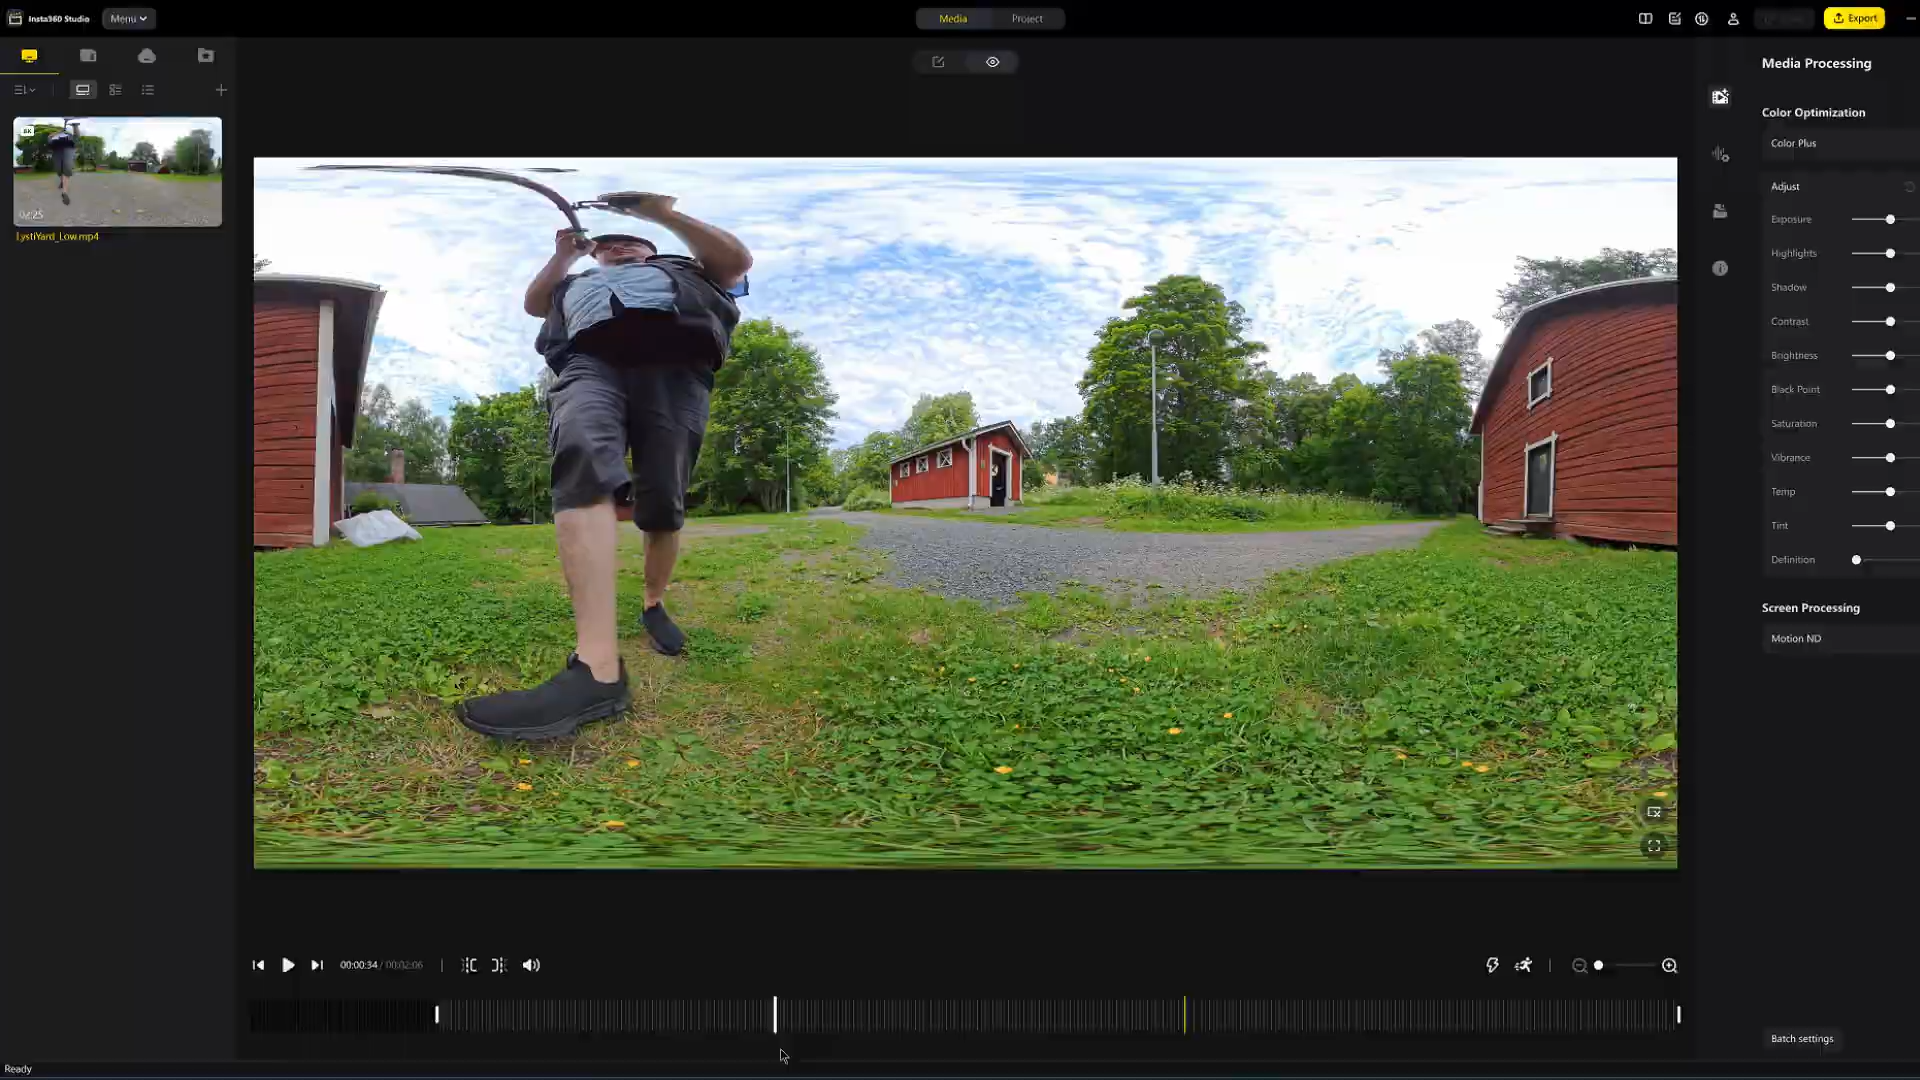 Insta360 Studio
Menu
Media
Project
Export
8K
02:25
LystiYard_Low.mp4
Media Processing
Color Optimization
Color Plus
Adjust
Exposure
Highlights
Shadow
Contrast
Brightness
Black Point
Saturation
Vibrance
Temp
Tint
Definition
Screen Processing
Motion ND
00:00:34 / 00:02:06
Batch settings
Ready